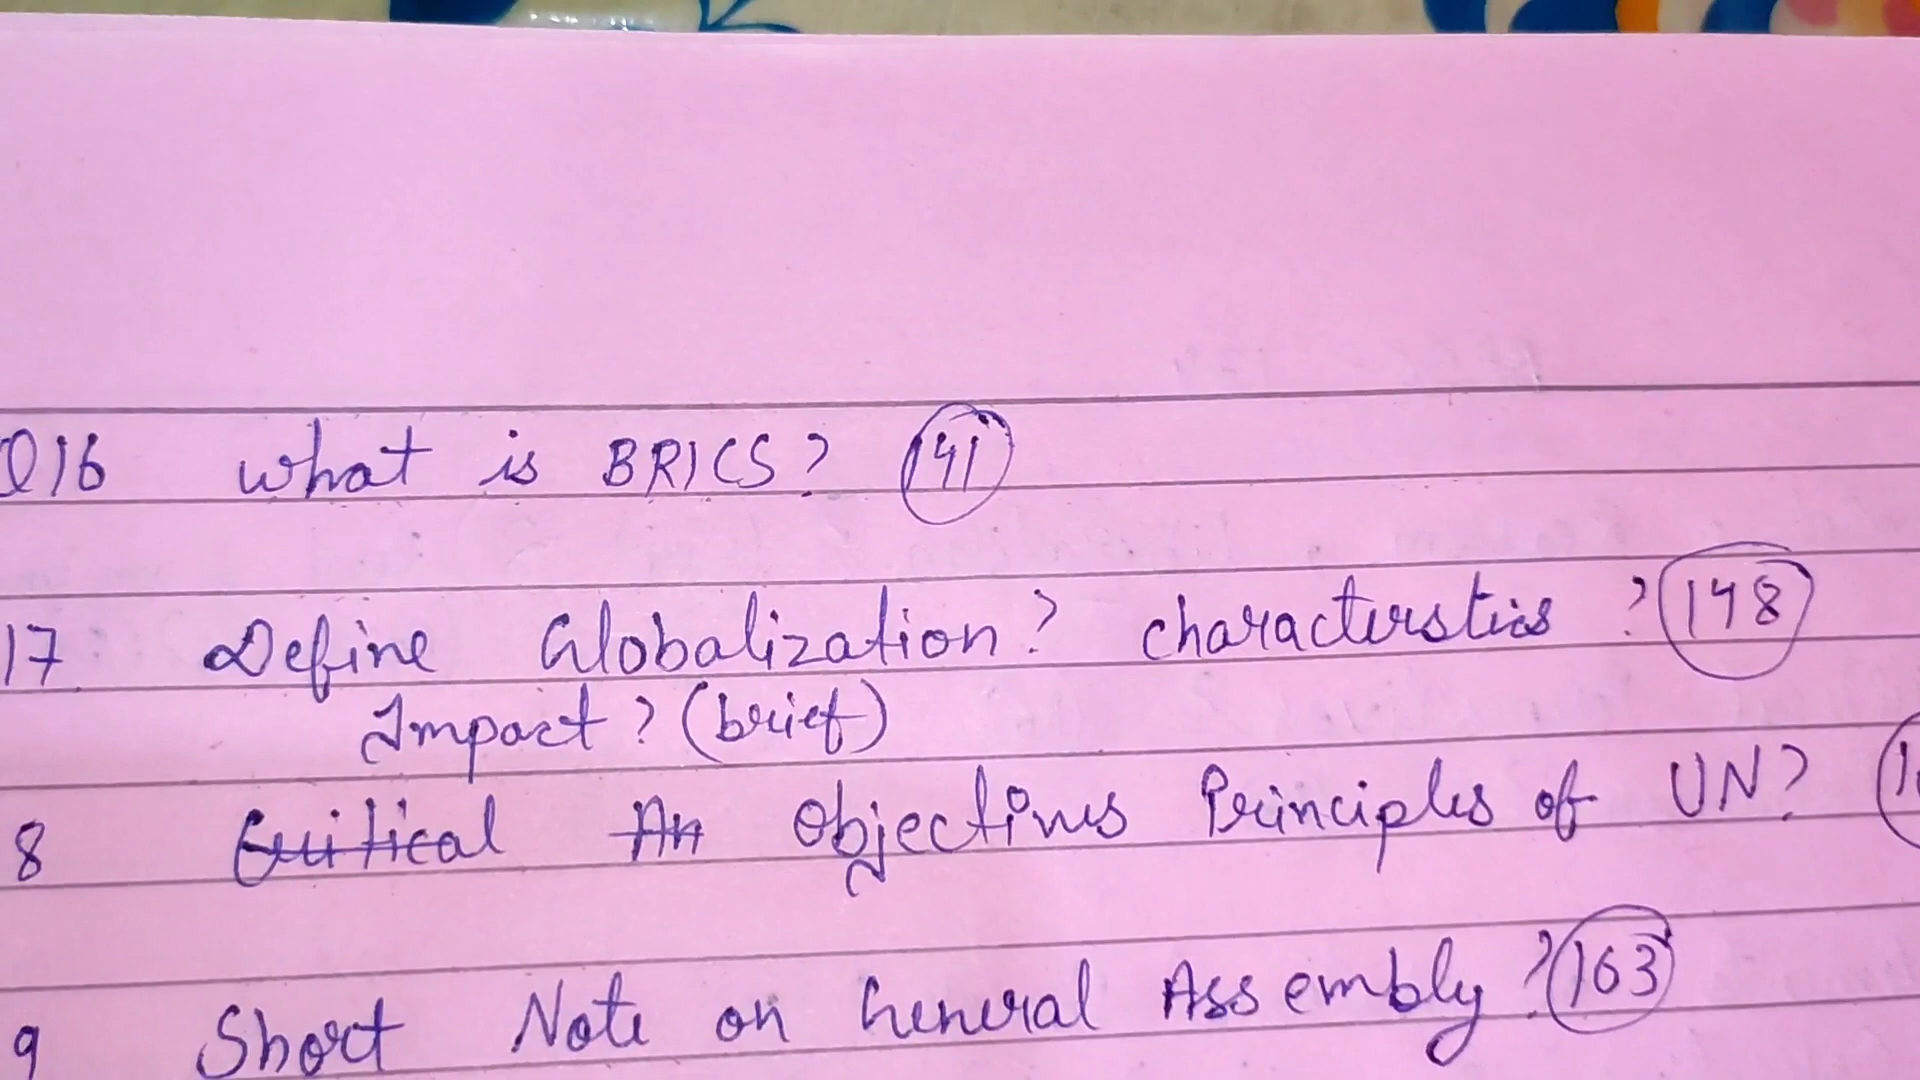 Q16 what is BRICS? 141
17 Define Globalization? characterstics? 148
Impact? (brief)
8 Critical An Objectives Principles of UN?
9 Short Note on General Assembly? 163